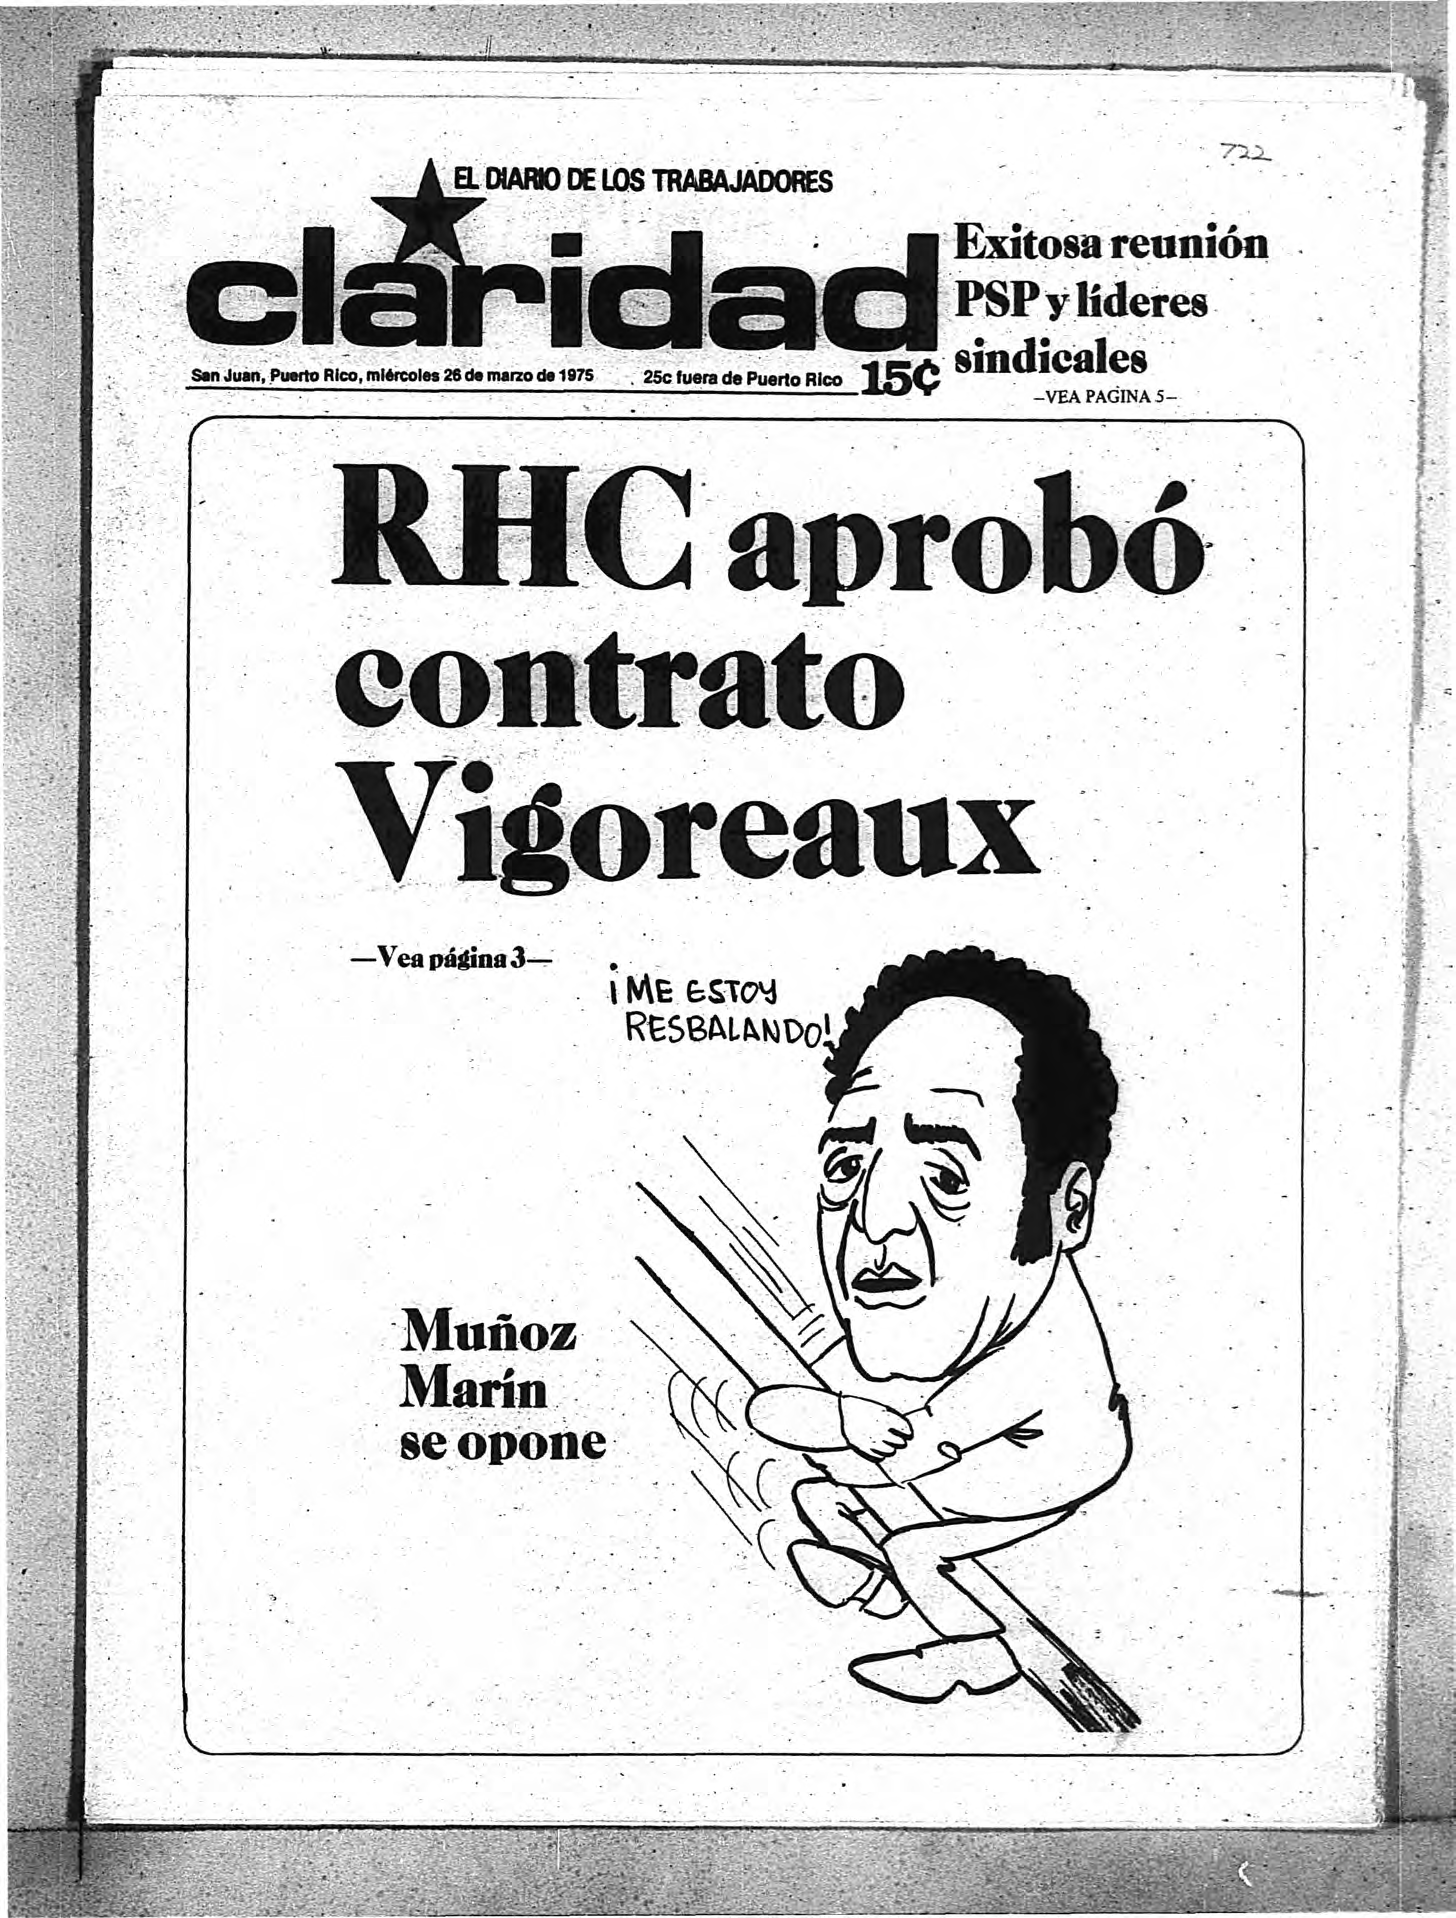 722
EL DIARIO DE LOS TRABAJADORES
claridad
San Juan, Puerto Rico, miércoles 26 de marzo de 1975
25c fuera de Puerto Rico
15¢
Exitosa reunión
PSP y líderes
sindicales
—VEA PAGINA 5—
RHC aprobó
contrato
Vigoreaux
—Vea página 3—
¡ME ESTOY
RESBALANDO!
Muñoz
Marín
se opone